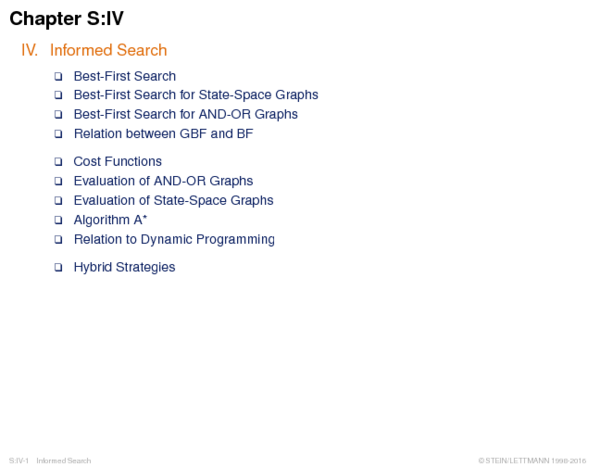 Chapter S:IV
IV. Informed Search
❑ Best-First Search
❑ Best-First Search for State-Space Graphs
❑ Best-First Search for AND-OR Graphs
❑ Relation between GBF and BF
❑ Cost Functions
❑ Evaluation of AND-OR Graphs
❑ Evaluation of State-Space Graphs
❑ Algorithm A*
❑ Relation to Dynamic Programming
❑ Hybrid Strategies
S:IV-1 Informed Search © STEIN/LETTMANN 1998-2016